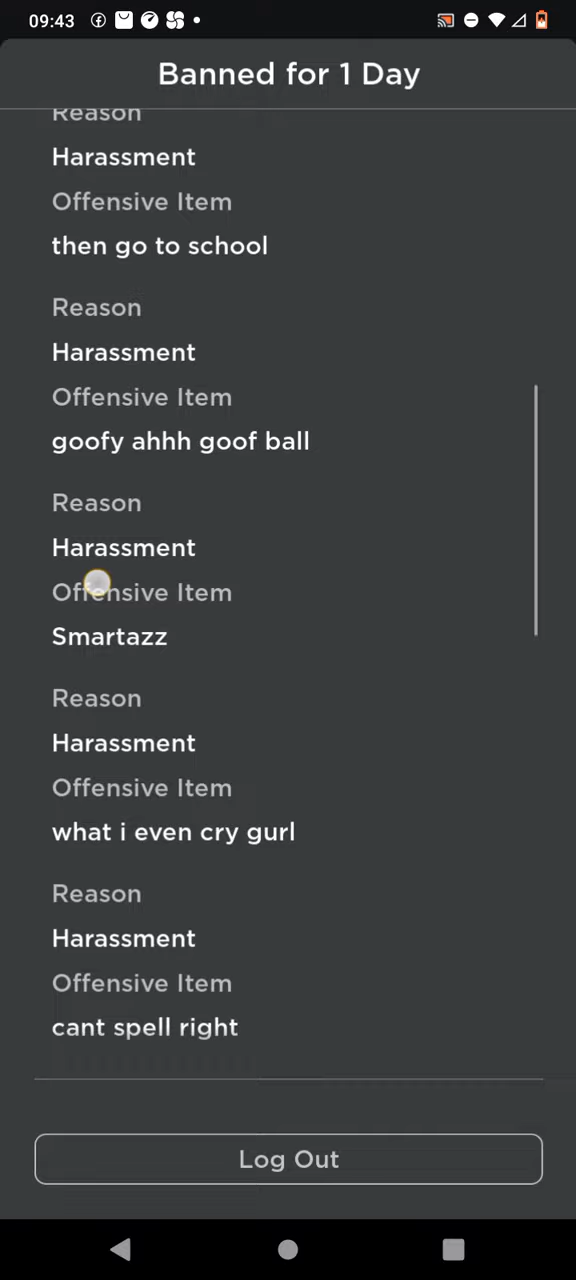 09:43
Banned for 1 Day
Reason
Harassment
Offensive Item
then go to school
Reason
Harassment
Offensive Item
goofy ahhh goof ball
Reason
Harassment
Offensive Item
Smartazz
Reason
Harassment
Offensive Item
what i even cry gurl
Reason
Harassment
Offensive Item
cant spell right
Log Out